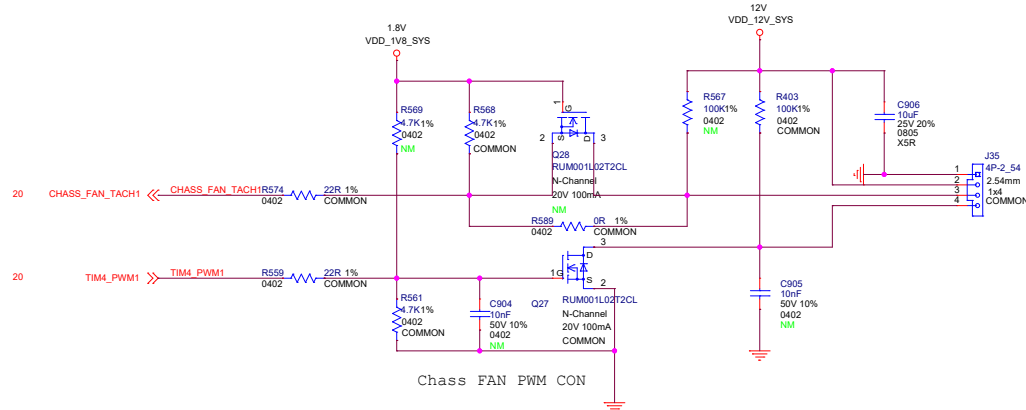 1.8V
VDD_1V8_SYS
12V
VDD_12V_SYS
R569
4.7K1%
0402
NM
R568
4.7K1%
0402
COMMON
1
G
2
S
D
3
Q28
RUM001L02T2CL
N-Channel
20V 100mA
NM
R567
100K1%
0402
NM
R403
100K1%
0402
COMMON
C906
10uF
25V 20%
0805
X5R
J35
4P-2_54
2.54mm
1x4
COMMON
1
2
3
4
20
CHASS_FAN_TACH1
CHASS_FAN_TACH1
R574
22R 1%
0402
COMMON
R589
0R 1%
0402
COMMON
20
TIM4_PWM1
TIM4_PWM1
R559
22R 1%
0402
COMMON
3
D
1
G
S
2
Q27
RUM001L02T2CL
N-Channel
20V 100mA
COMMON
R561
4.7K1%
0402
COMMON
C904
10nF
50V 10%
0402
NM
C905
10nF
50V 10%
0402
NM
Chass FAN PWM CON